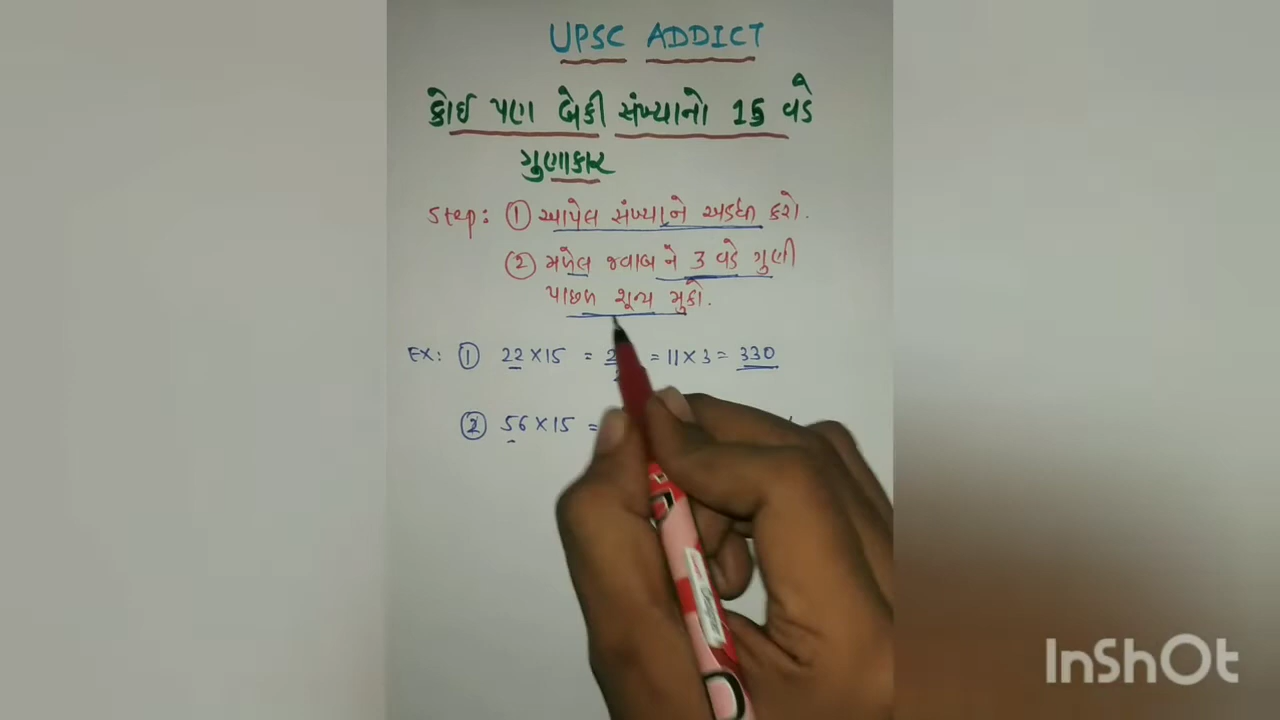 UPSC ADDICT
કોઈ પણ બેકી સંખ્યાનો 15 વડે
ગુણાકાર
Step: ① આપેલ સંખ્યાને અડધી કરો.
② મળેલ જવાબ ને 3 વડે ગુણી
પાછળ શૂન્ય મુકો.
EX: ① 22 × 15 = = 11 × 3 = 330
② 56 × 15 =
InShOt